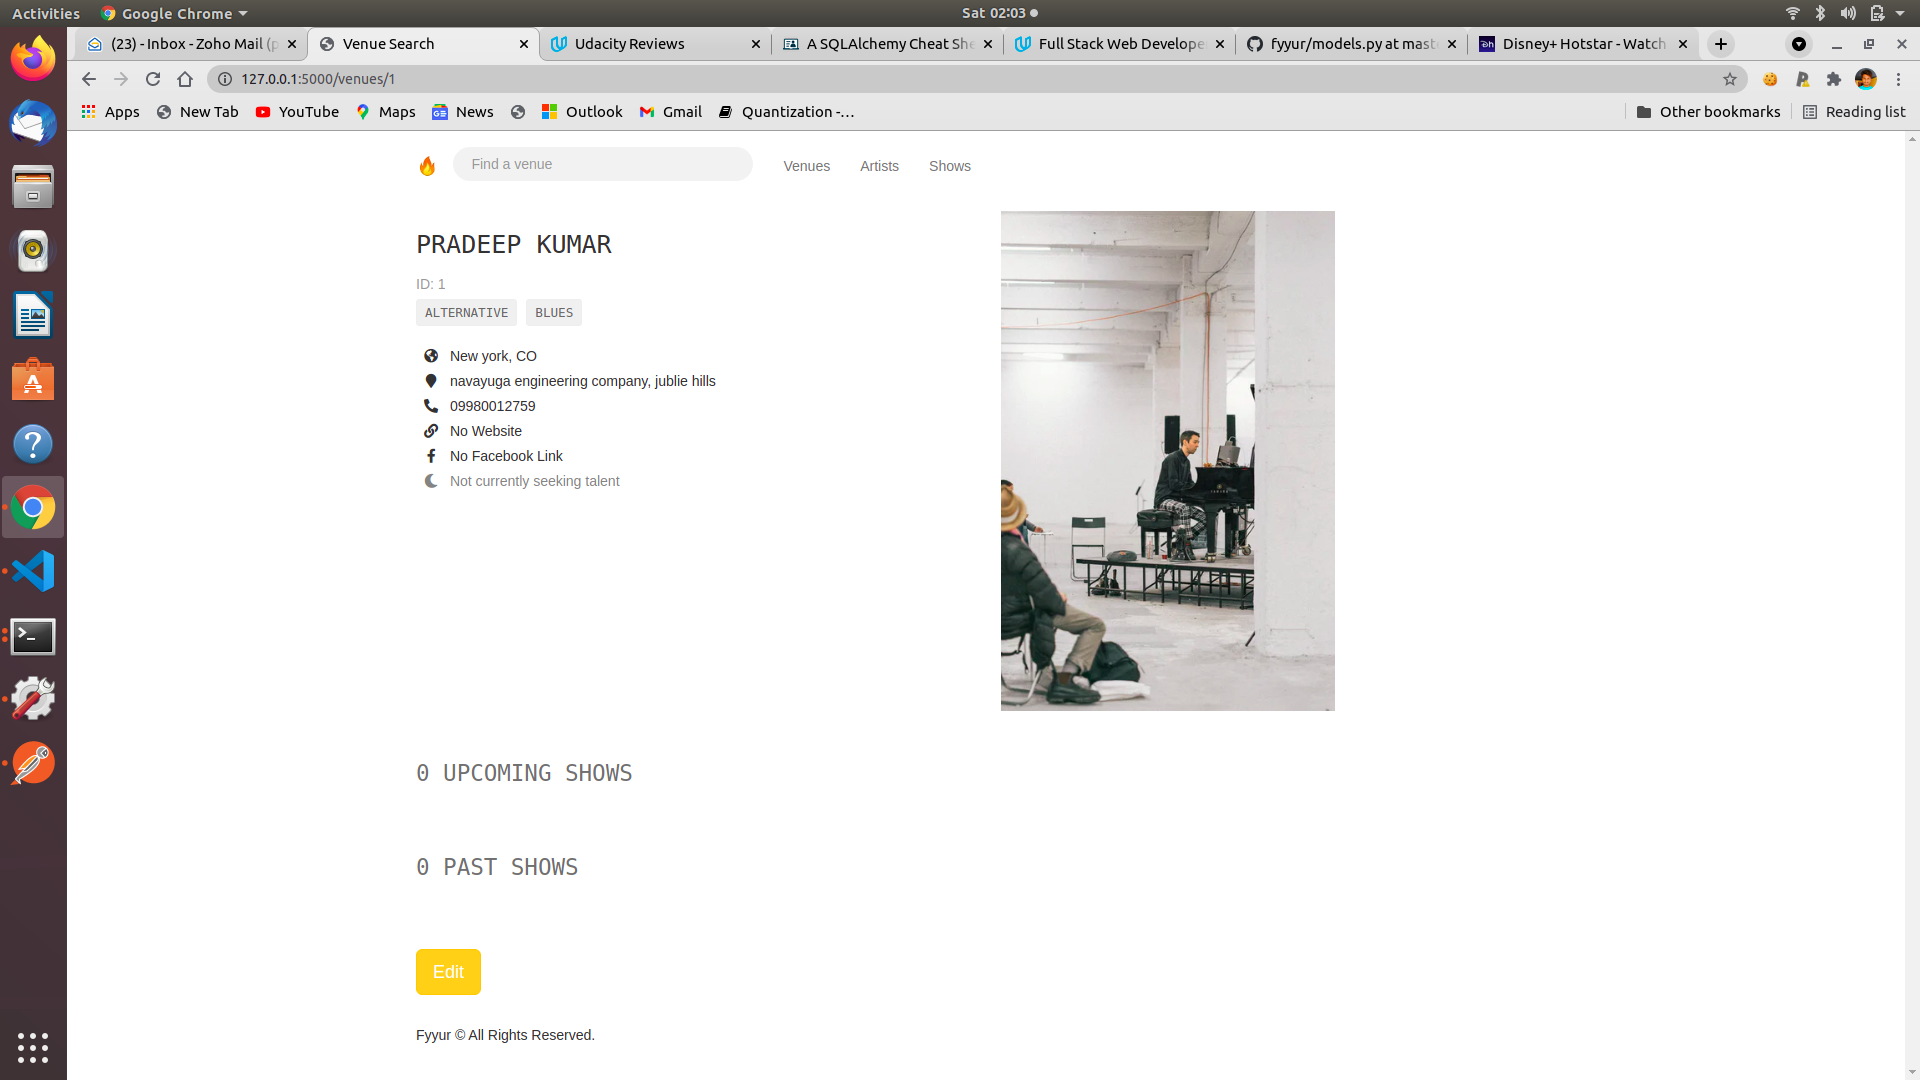 Activities Google Chrome Sat 02:03
(23) - Inbox - Zoho Mail (p Venue Search Udacity Reviews A SQLAlchemy Cheat She Full Stack Web Develope fyyur/models.py at maste Disney+ Hotstar - Watch
127.0.0.1:5000/venues/1
Apps New Tab YouTube Maps News Outlook Gmail Quantization -... Other bookmarks Reading list
Find a venue Venues Artists Shows
PRADEEP KUMAR
ID: 1
ALTERNATIVE BLUES
New york, CO
navayuga engineering company, jublie hills
09980012759
No Website
No Facebook Link
Not currently seeking talent
0 UPCOMING SHOWS
0 PAST SHOWS
Edit
Fyyur © All Rights Reserved.